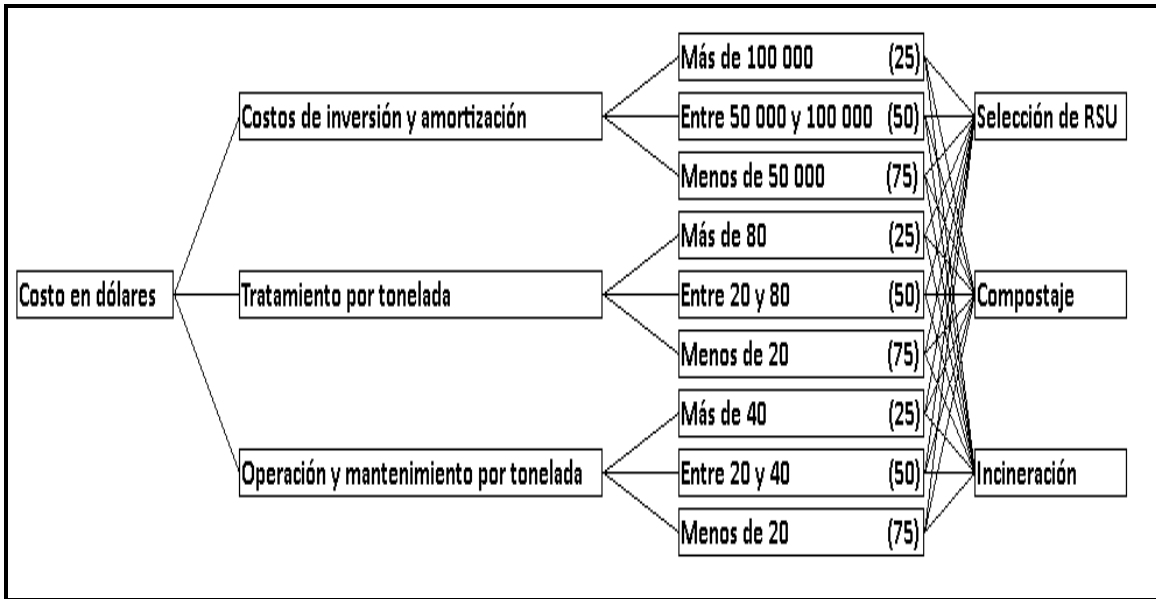 Más de 100 000 (25)
Costos de inversión y amortización
Entre 50 000 y 100 000 (50)
Selección de RSU
Menos de 50 000 (75)
Más de 80 (25)
Costo en dólares
Tratamiento por tonelada
Entre 20 y 80 (50)
Compostaje
Menos de 20 (75)
Más de 40 (25)
Operación y mantenimiento por tonelada
Entre 20 y 40 (50)
Incineración
Menos de 20 (75)